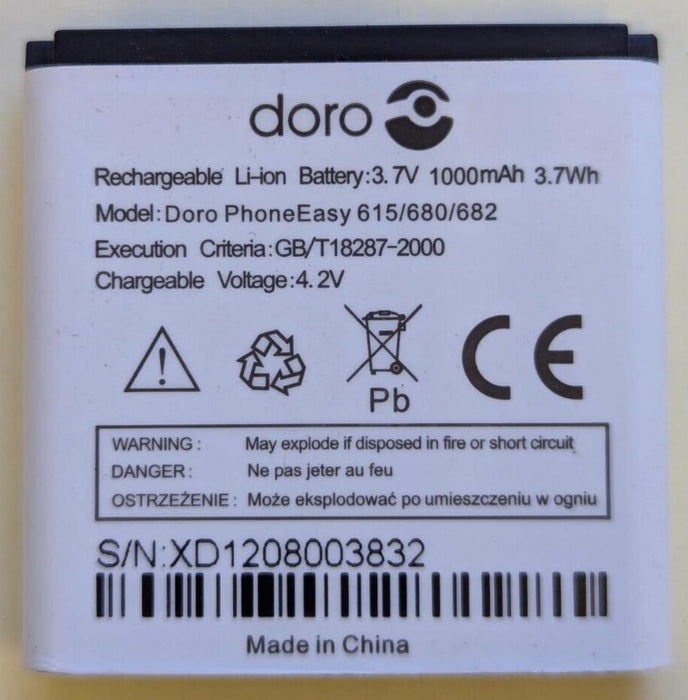 doro
Rechargeable Li-ion Battery:3.7V 1000mAh 3.7Wh
Model:Doro PhoneEasy 615/680/682
Execution Criteria:GB/T18287-2000
Chargeable Voltage:4.2V
CE
Pb
WARNING: May explode if disposed in fire or short circuit
DANGER: Ne pas jeter au feu
OSTRZEŻENIE: Może eksplodować po umieszczeniu w ogniu
S/N:XD1208003832
Made in China